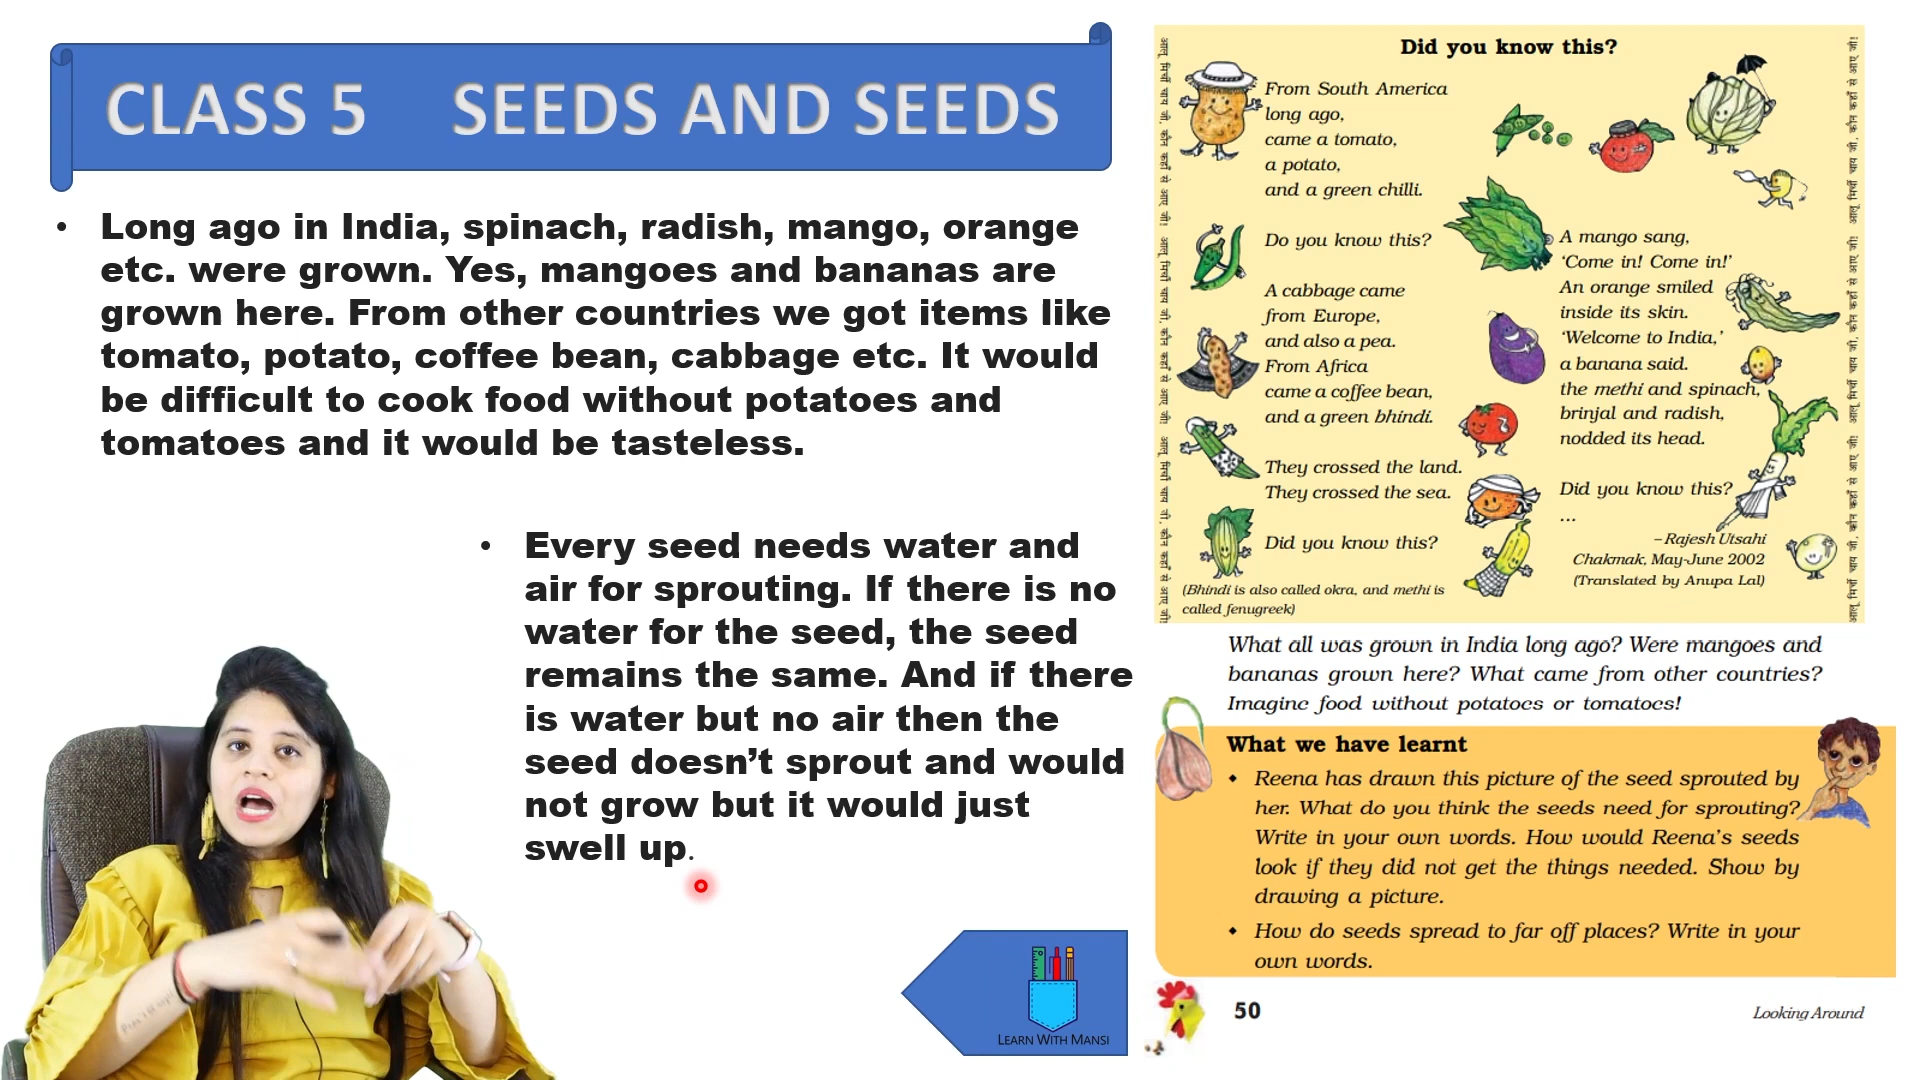 CLASS 5 SEEDS AND SEEDS
• Long ago in India, spinach, radish, mango, orange
etc. were grown. Yes, mangoes and bananas are
grown here. From other countries we got items like
tomato, potato, coffee bean, cabbage etc. It would
be difficult to cook food without potatoes and
tomatoes and it would be tasteless.
• Every seed needs water and
air for sprouting. If there is no
water for the seed, the seed
remains the same. And if there
is water but no air then the
seed doesn’t sprout and would
not grow but it would just
swell up.
LEARN WITH MANSI
Did you know this?
From South America
long ago,
came a tomato,
a potato,
and a green chilli.
Do you know this?
A cabbage came
from Europe,
and also a pea.
From Africa
came a coffee bean,
and a green bhindi.
They crossed the land.
They crossed the sea.
Did you know this?
(Bhindi is also called okra, and methi is
called fenugreek)
A mango sang,
‘Come in! Come in!’
An orange smiled
inside its skin.
‘Welcome to India,’
a banana said.
the methi and spinach,
brinjal and radish,
nodded its head.
Did you know this?
...
– Rajesh Utsahi
Chakmak, May-June 2002
(Translated by Anupa Lal)
What all was grown in India long ago? Were mangoes and
bananas grown here? What came from other countries?
Imagine food without potatoes or tomatoes!
What we have learnt
• Reena has drawn this picture of the seed sprouted by
her. What do you think the seeds need for sprouting?
Write in your own words. How would Reena’s seeds
look if they did not get the things needed. Show by
drawing a picture.
• How do seeds spread to far off places? Write in your
own words.
50
Looking Around